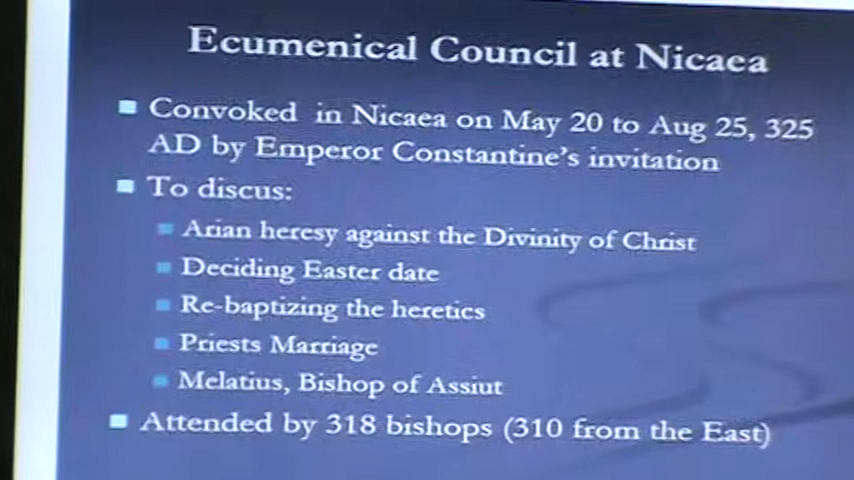 Ecumenical Council at Nicaea
Convoked in Nicaea on May 20 to Aug 25, 325
AD by Emperor Constantine's invitation
To discus:
Arian heresy against the Divinity of Christ
Deciding Easter date
Re-baptizing the heretics
Priests Marriage
Melatius, Bishop of Assiut
Attended by 318 bishops (310 from the East)